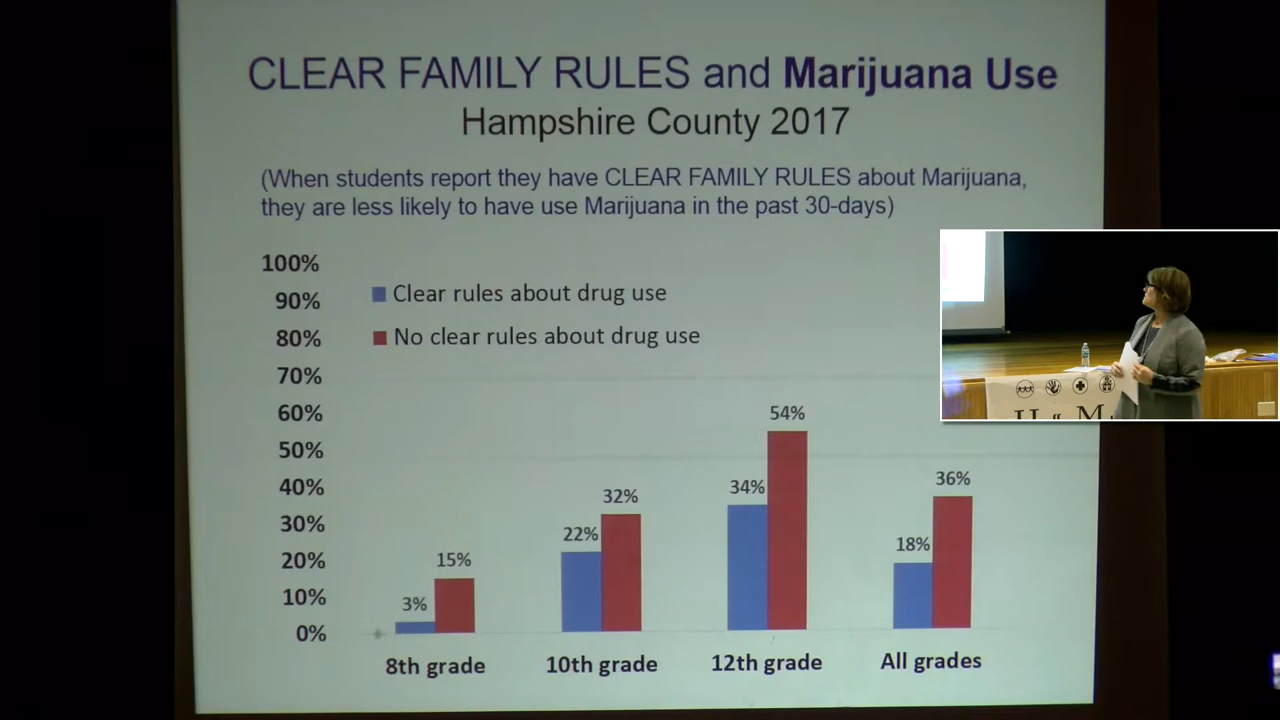 CLEAR FAMILY RULES and Marijuana Use
Hampshire County 2017
(When students report they have CLEAR FAMILY RULES about Marijuana,
they are less likely to have use Marijuana in the past 30-days)
100%
90%
80%
70%
60%
50%
40%
30%
20%
10%
0%
Clear rules about drug use
No clear rules about drug use
3%
15%
22%
32%
34%
54%
18%
36%
8th grade
10th grade
12th grade
All grades